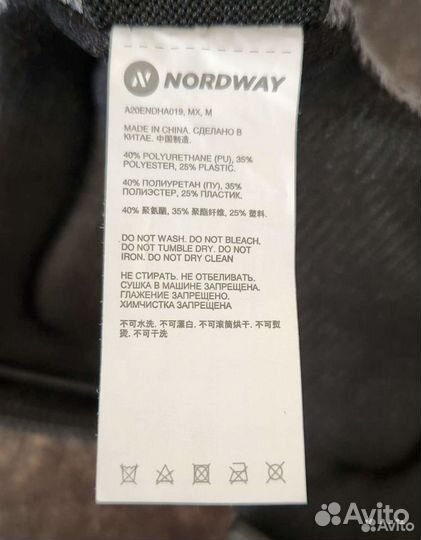 NORDWAY
A20ENDHA019, MX, M
MADE IN CHINA. СДЕЛАНО В
КИТАЕ. 中国制造.
40% POLYURETHANE (PU), 35%
POLYESTER, 25% PLASTIC.
40% ПОЛИУРЕТАН (ПУ), 35%
ПОЛИЭСТЕР, 25% ПЛАСТИК.
40% 聚氨酯, 35% 聚酯纤维, 25% 塑料.
DO NOT WASH. DO NOT BLEACH.
DO NOT TUMBLE DRY. DO NOT
IRON. DO NOT DRY CLEAN
НЕ СТИРАТЬ. НЕ ОТБЕЛИВАТЬ.
СУШКА В МАШИНЕ ЗАПРЕЩЕНА.
ГЛАЖЕНИЕ ЗАПРЕЩЕНО.
ХИМЧИСТКА ЗАПРЕЩЕНА
不可水洗. 不可漂白. 不可滚筒烘干. 不可熨
烫. 不可干洗
Avito
Avito